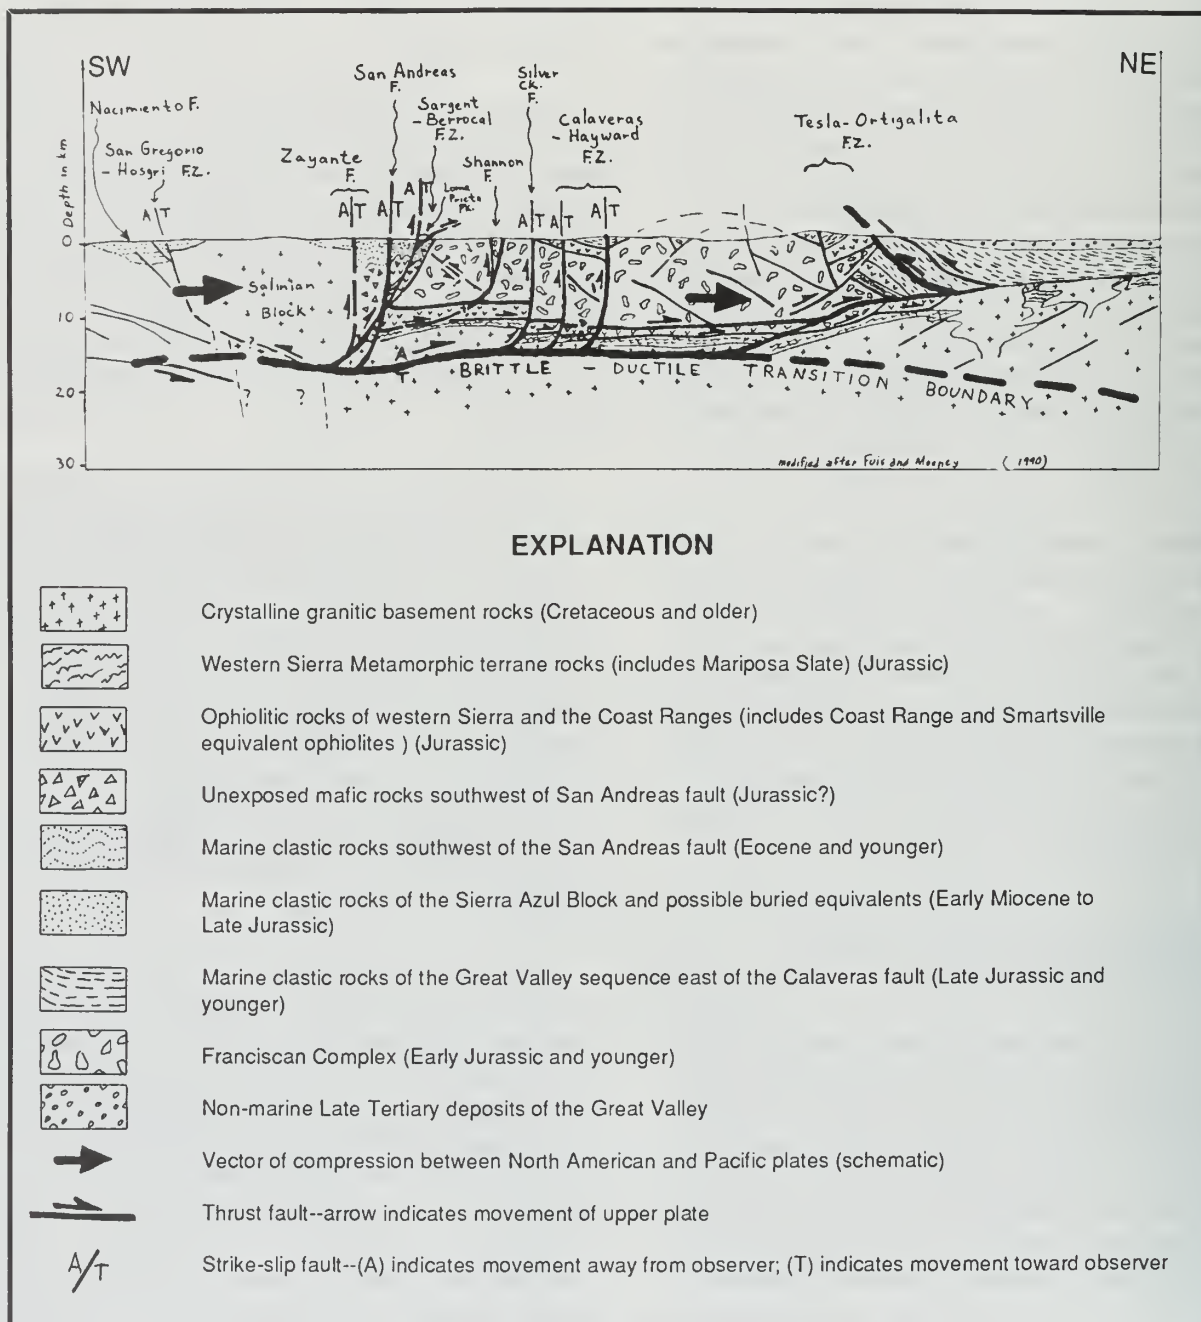 SW
NE
San Andreas
F.
Silver
Ck.
F.
Nacimiento F.
Sargent
- Berrocal
F.Z.
Calaveras
- Hayward
F.Z.
Tesla-Ortigalita
F.Z.
San Gregorio
- Hosgri F.Z.
Zayante
F.
Shannon
F.
Loma
Prieta
Pk.
A/T
A T
A/T
A T
A/T
A/T
A/T
Depth in km
0
10
20
30
Salinian
Block
?
?
?
A
T
BRITTLE - DUCTILE TRANSITION BOUNDARY
modified after Fuis and Mooney (1990)
EXPLANATION
Crystalline granitic basement rocks (Cretaceous and older)
Western Sierra Metamorphic terrane rocks (includes Mariposa Slate) (Jurassic)
Ophiolitic rocks of western Sierra and the Coast Ranges (includes Coast Range and Smartsville
equivalent ophiolites ) (Jurassic)
Unexposed mafic rocks southwest of San Andreas fault (Jurassic?)
Marine clastic rocks southwest of the San Andreas fault (Eocene and younger)
Marine clastic rocks of the Sierra Azul Block and possible buried equivalents (Early Miocene to
Late Jurassic)
Marine clastic rocks of the Great Valley sequence east of the Calaveras fault (Late Jurassic and
younger)
Franciscan Complex (Early Jurassic and younger)
Non-marine Late Tertiary deposits of the Great Valley
Vector of compression between North American and Pacific plates (schematic)
Thrust fault--arrow indicates movement of upper plate
A/T
Strike-slip fault--(A) indicates movement away from observer; (T) indicates movement toward observer